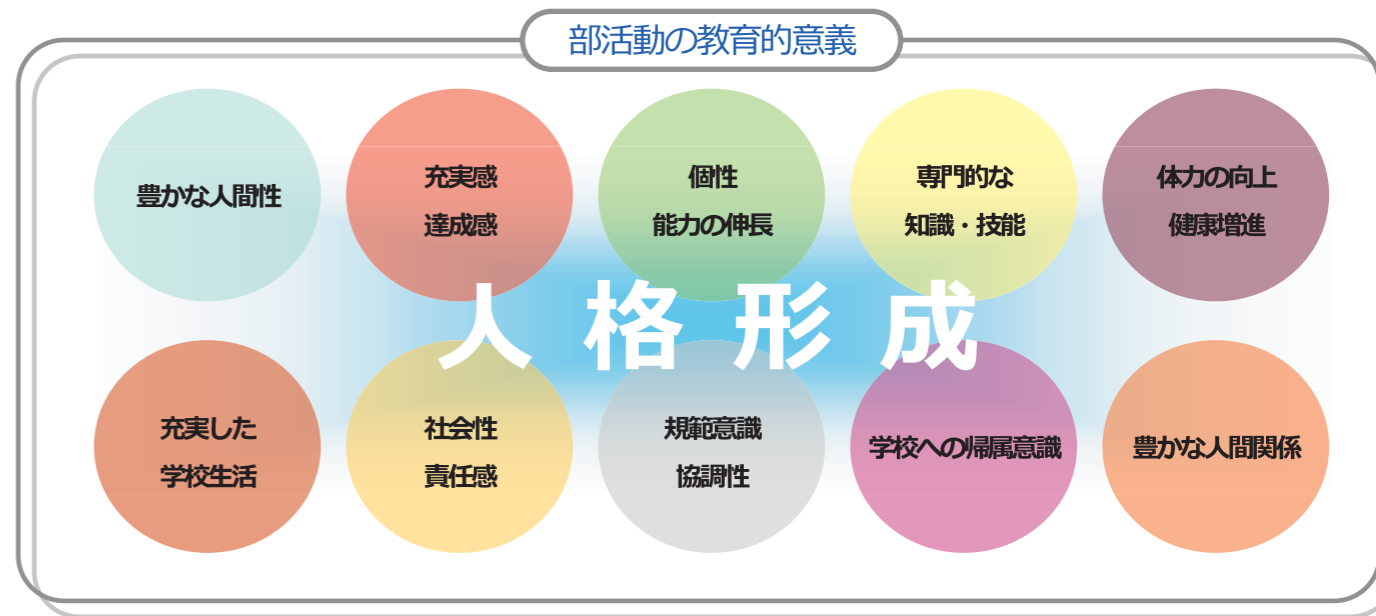 部活動の教育的意義
豊かな人間性
充実感
達成感
個性
能力の伸長
専門的な
知識・技能
体力の向上
健康増進
人格形成
充実した
学校生活
社会性
責任感
規範意識
協調性
学校への帰属意識
豊かな人間関係